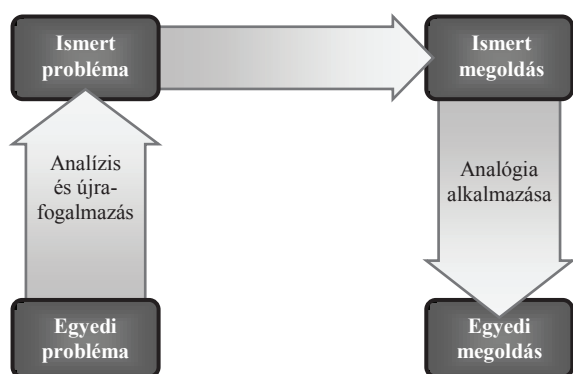 Ismert
probléma
Ismert
megoldás
Analízis
és újra-
fogalmazás
Analógia
alkalmazása
Egyedi
probléma
Egyedi
megoldás